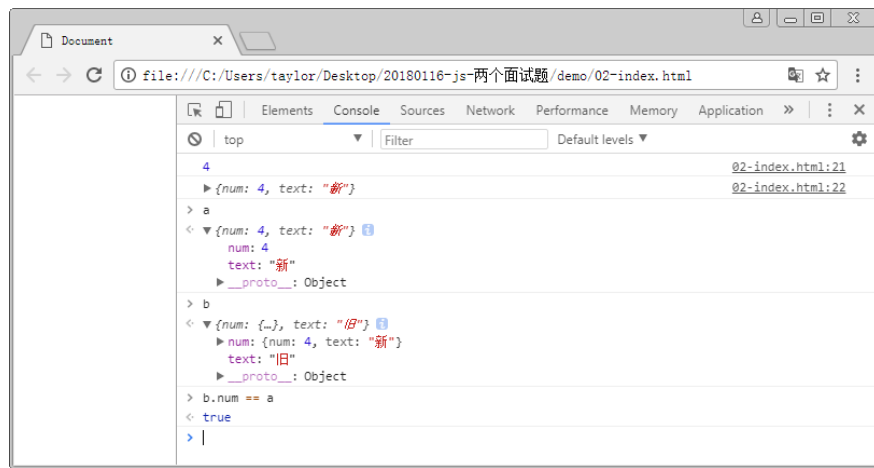 Document
file:///C:/Users/taylor/Desktop/20180116-js-两个面试题/demo/02-index.html
Elements Console Sources Network Performance Memory Application »
top Filter Default levels
4 02-index.html:21
{num: 4, text: "新"} 02-index.html:22
> a
{num: 4, text: "新"}
num: 4
text: "新"
__proto__: Object
> b
{num: {…}, text: "旧"}
num: {num: 4, text: "新"}
text: "旧"
__proto__: Object
> b.num == a
true
>